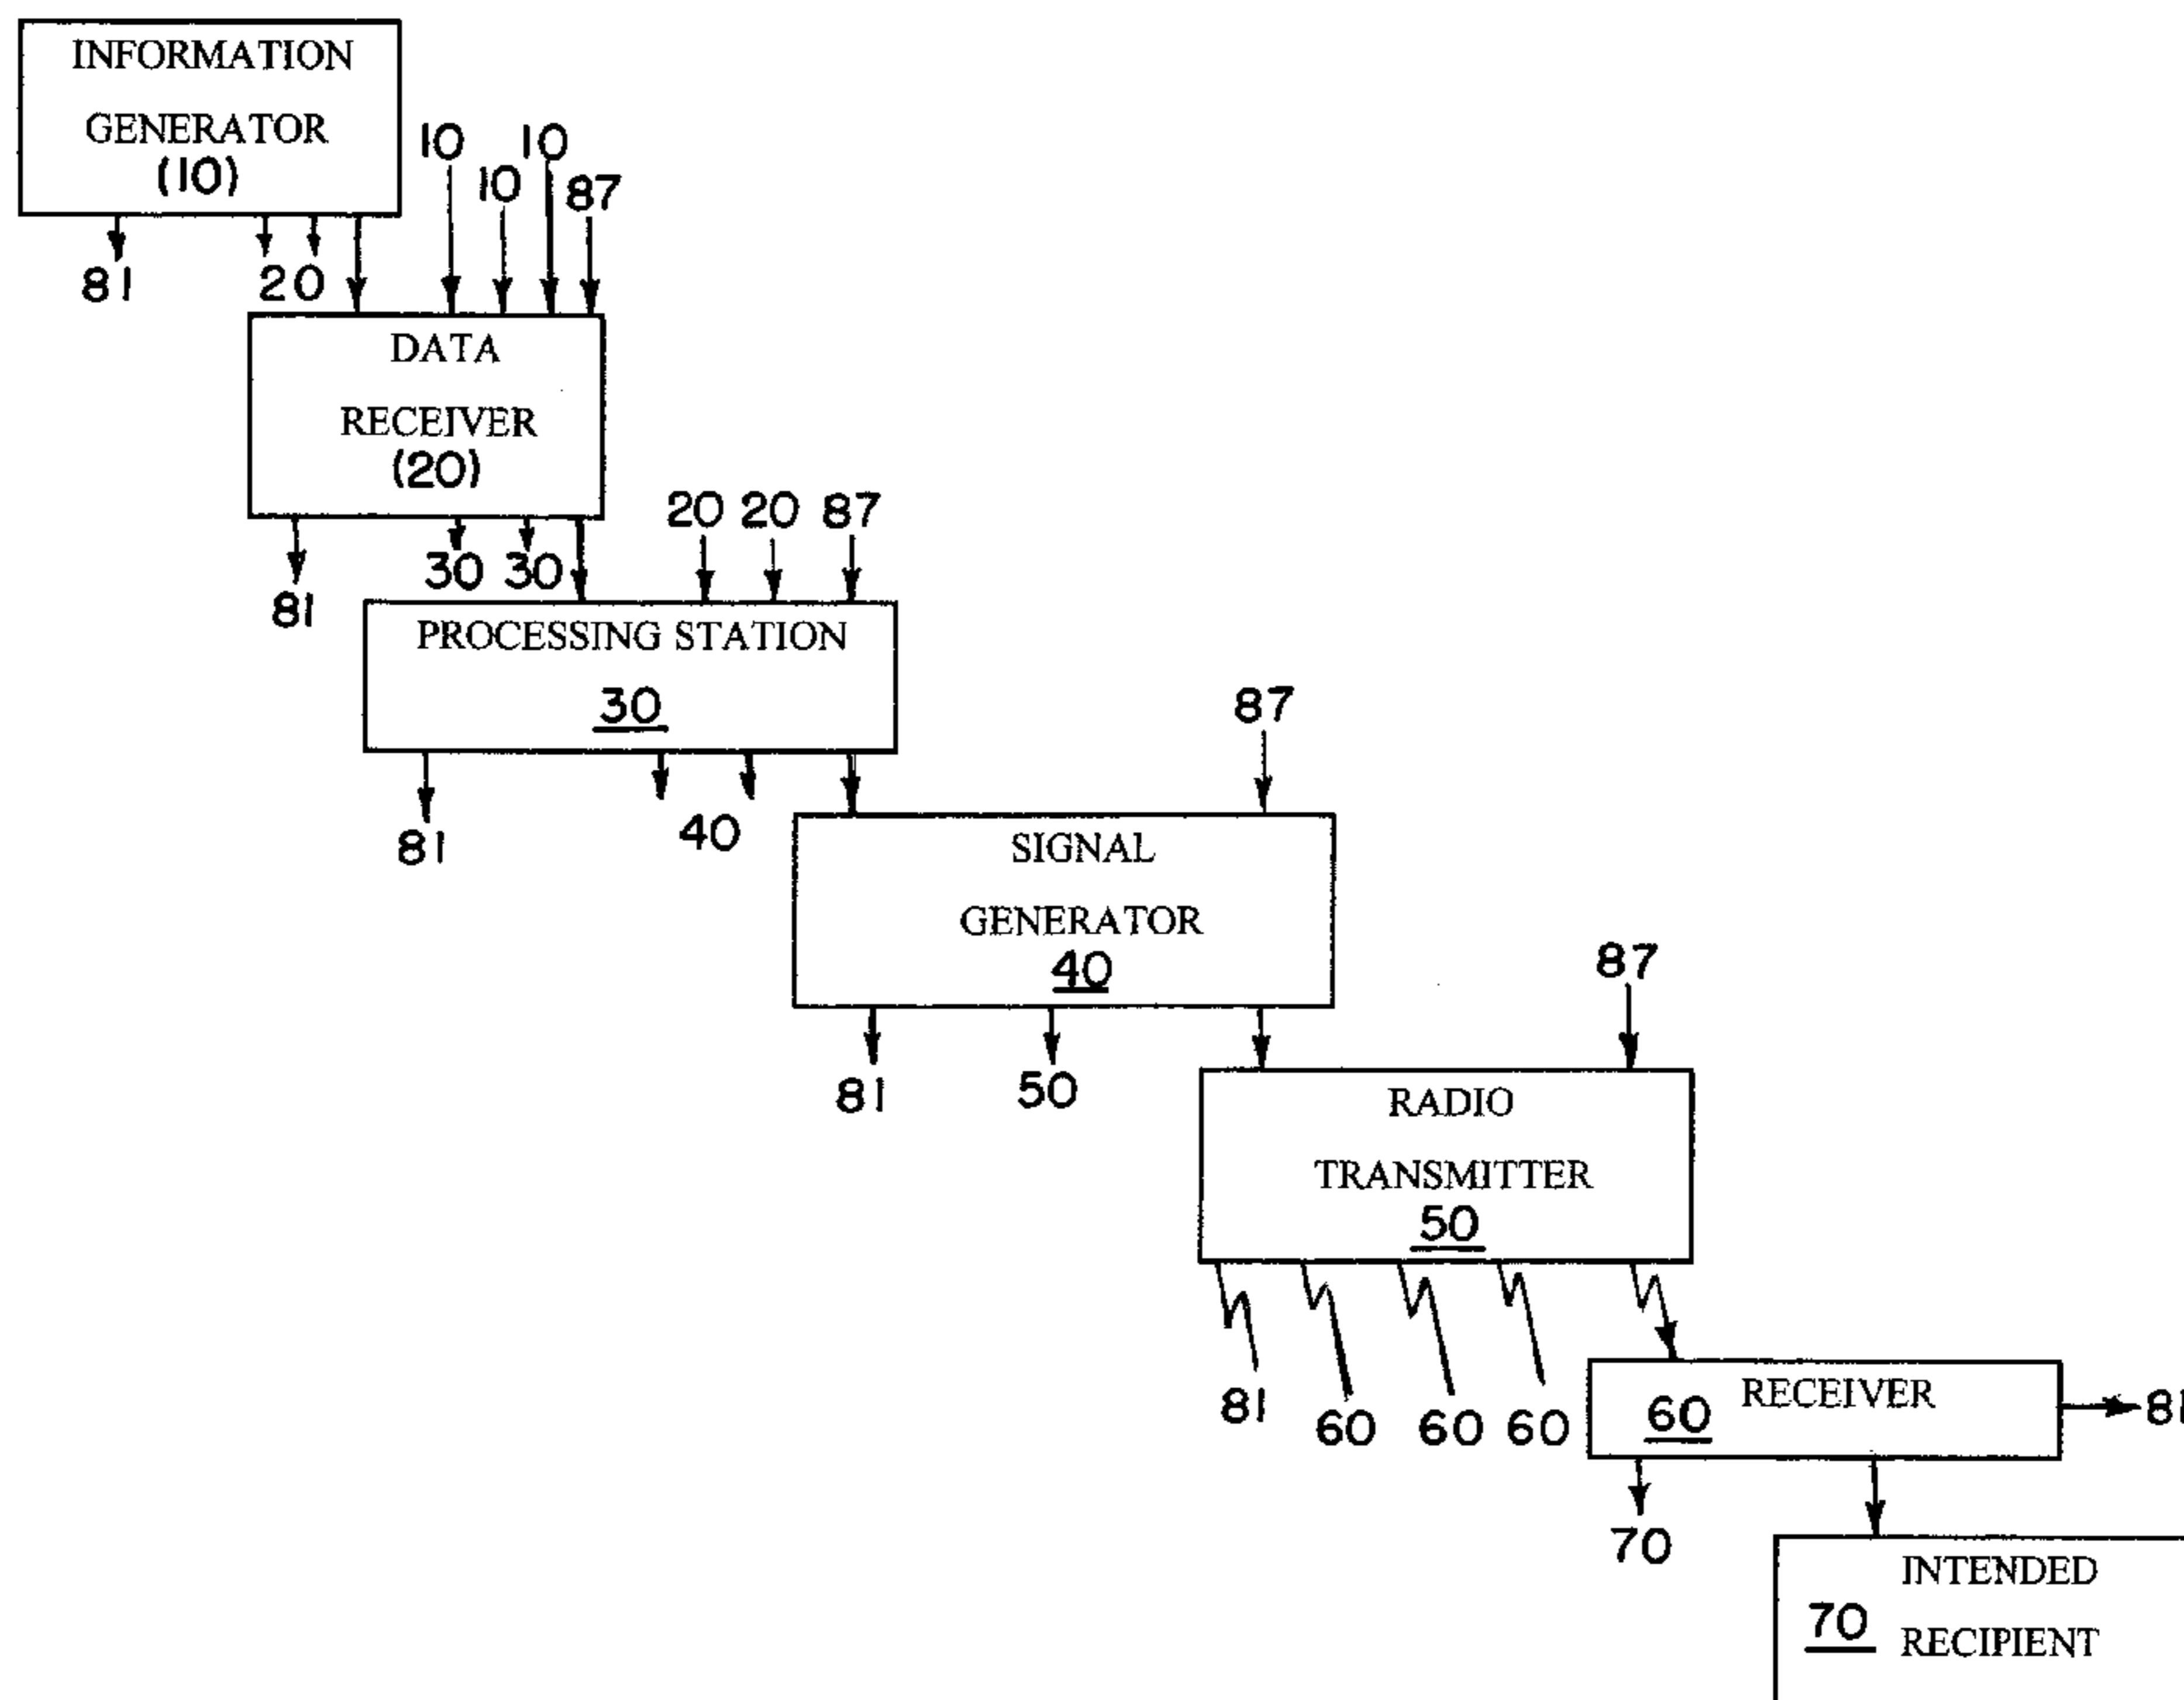 INFORMATION
GENERATOR
(10)
10 10
10 87
81 20
DATA
RECEIVER
(20)
20 20 87
30 30
81
PROCESSING STATION
30
87
81 40
SIGNAL
GENERATOR
40
87
81 50
RADIO
TRANSMITTER
50
RECEIVER
60
81
81 60 60 60
70
INTENDED
70 RECIPIENT